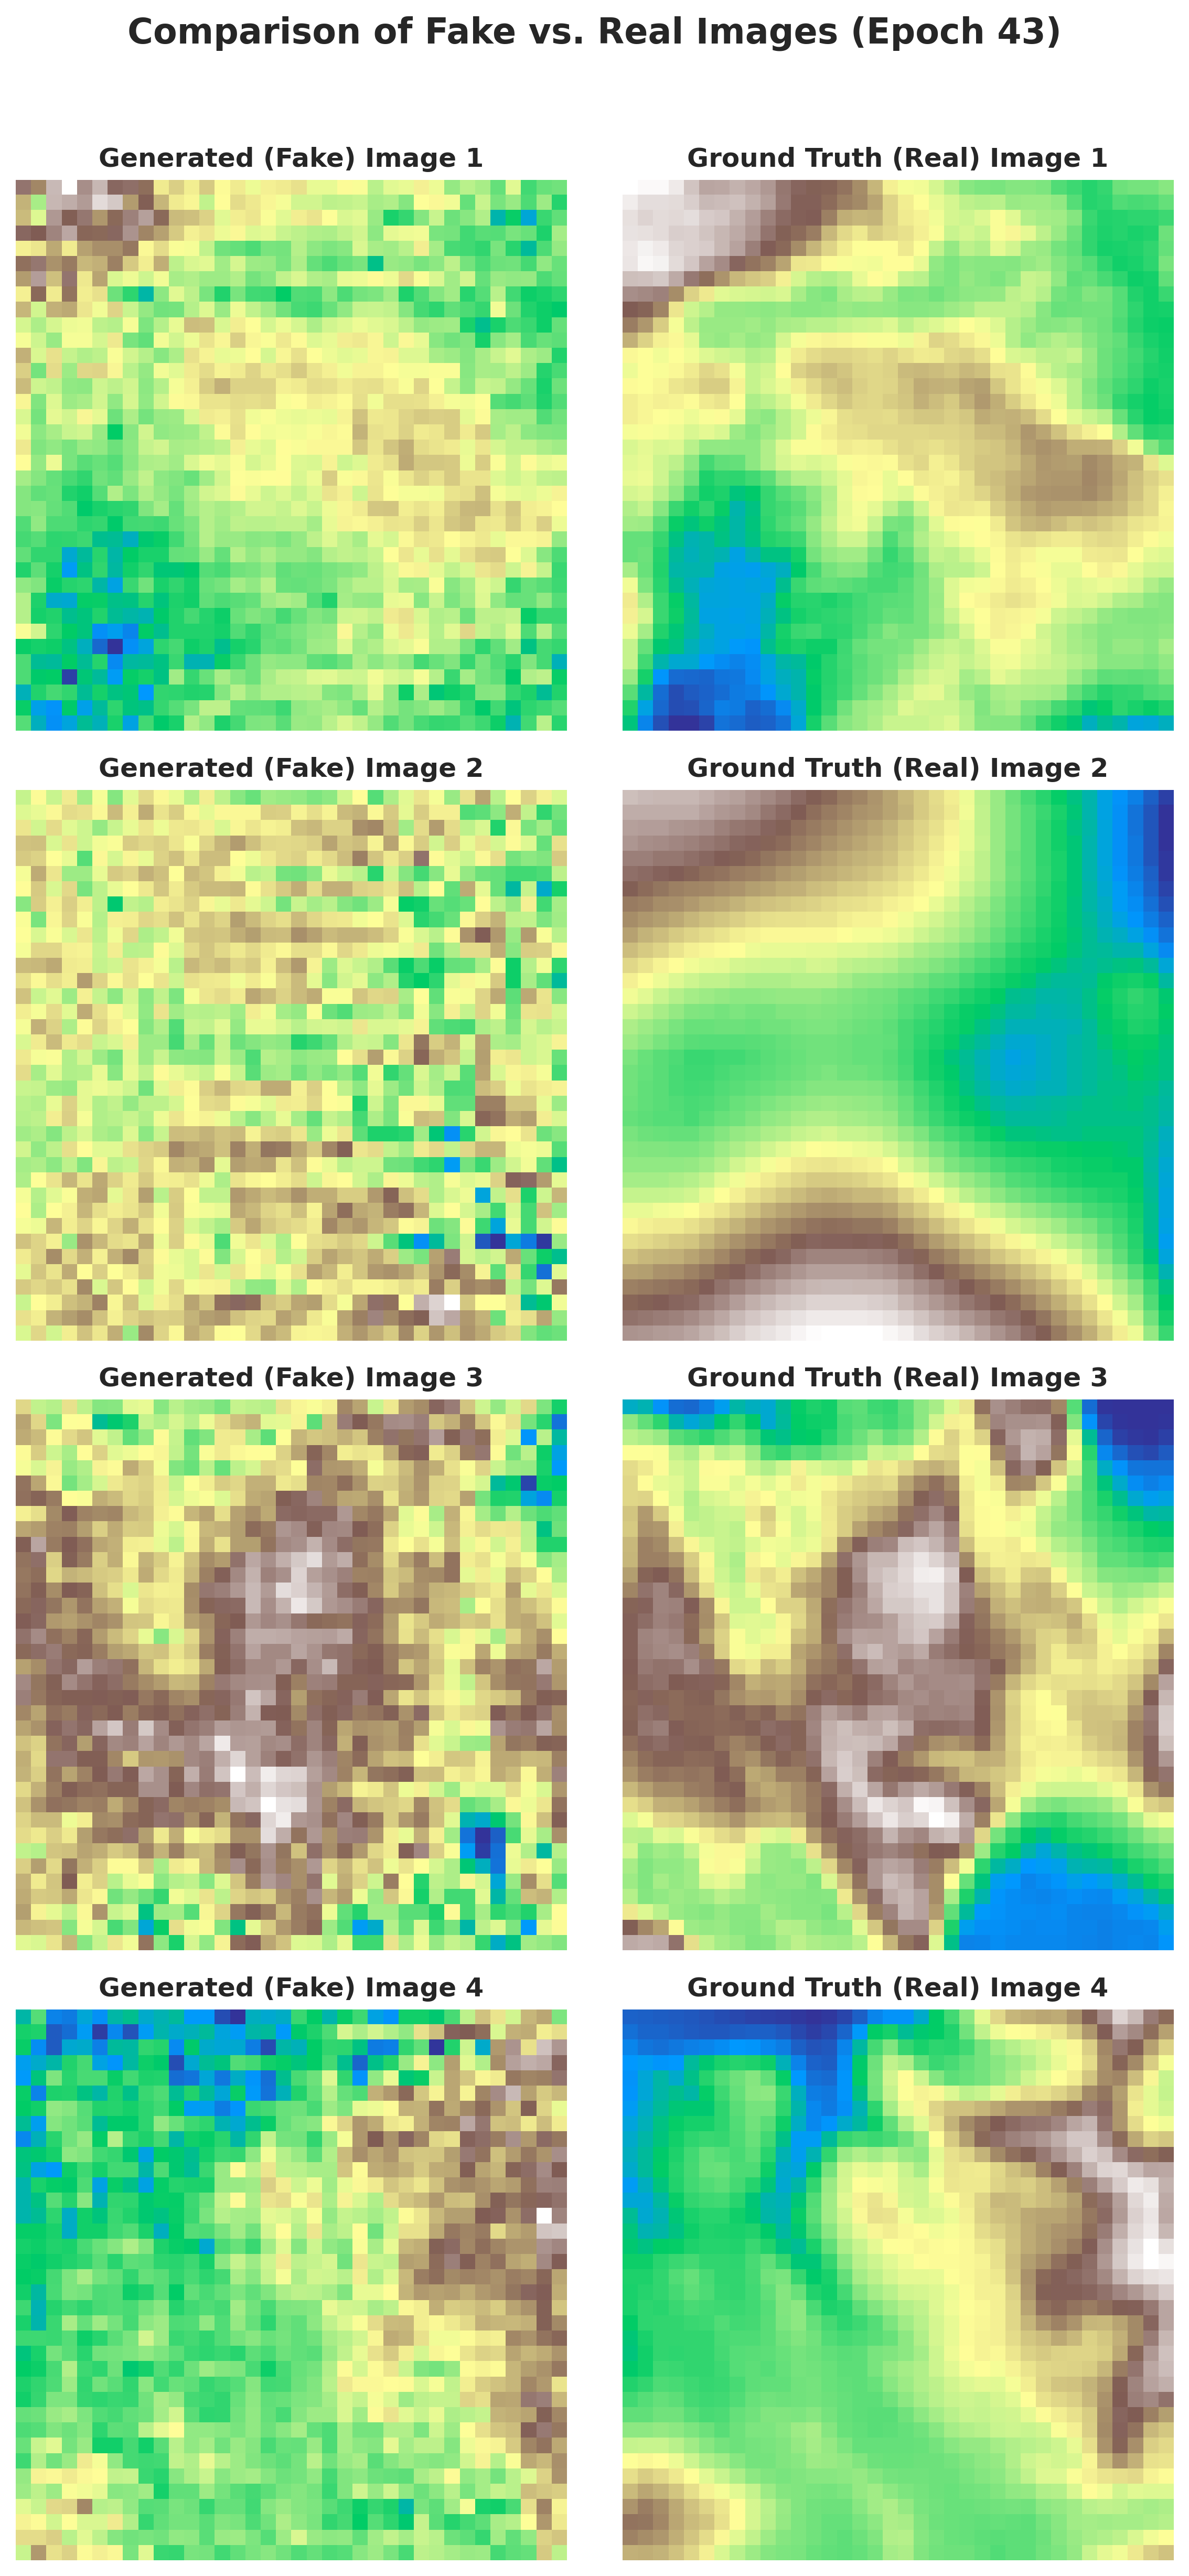 Comparison of Fake vs. Real Images (Epoch 43)
Generated (Fake) Image 1
Ground Truth (Real) Image 1
Generated (Fake) Image 2
Ground Truth (Real) Image 2
Generated (Fake) Image 3
Ground Truth (Real) Image 3
Generated (Fake) Image 4
Ground Truth (Real) Image 4